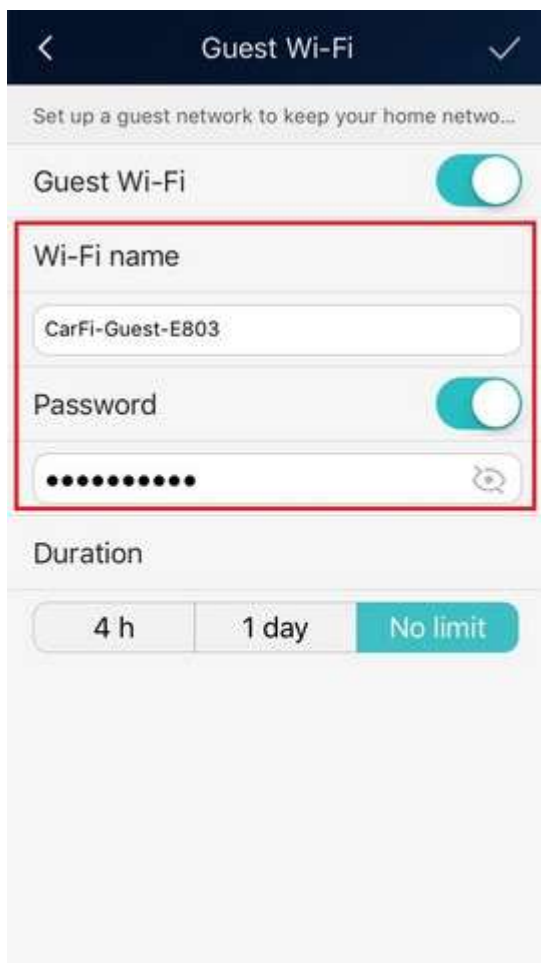 Guest Wi-Fi
Set up a guest network to keep your home netwo...
Guest Wi-Fi
Wi-Fi name
CarFi-Guest-E803
Password
••••••••••
Duration
4 h 1 day No limit